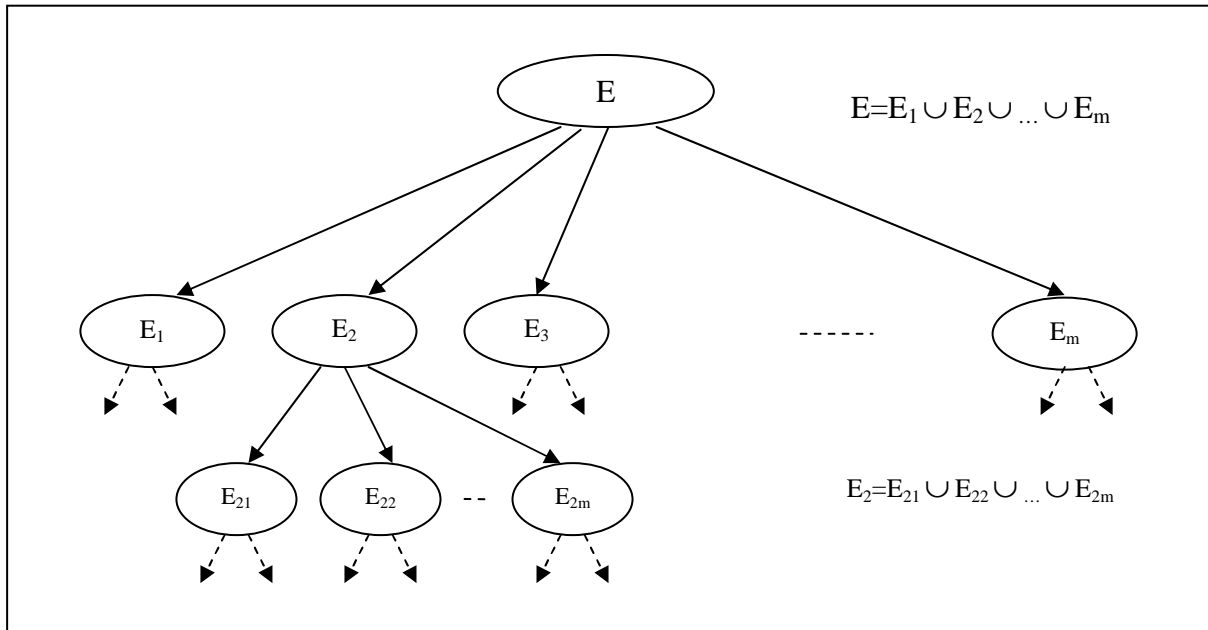 E
E=E₁ ∪ E₂ ∪ ... ∪ Eₘ
E₁ E₂ E₃ ------ Eₘ
E₂₁ E₂₂ -- E₂ₘ
E₂=E₂₁ ∪ E₂₂ ∪ ... ∪ E₂ₘ